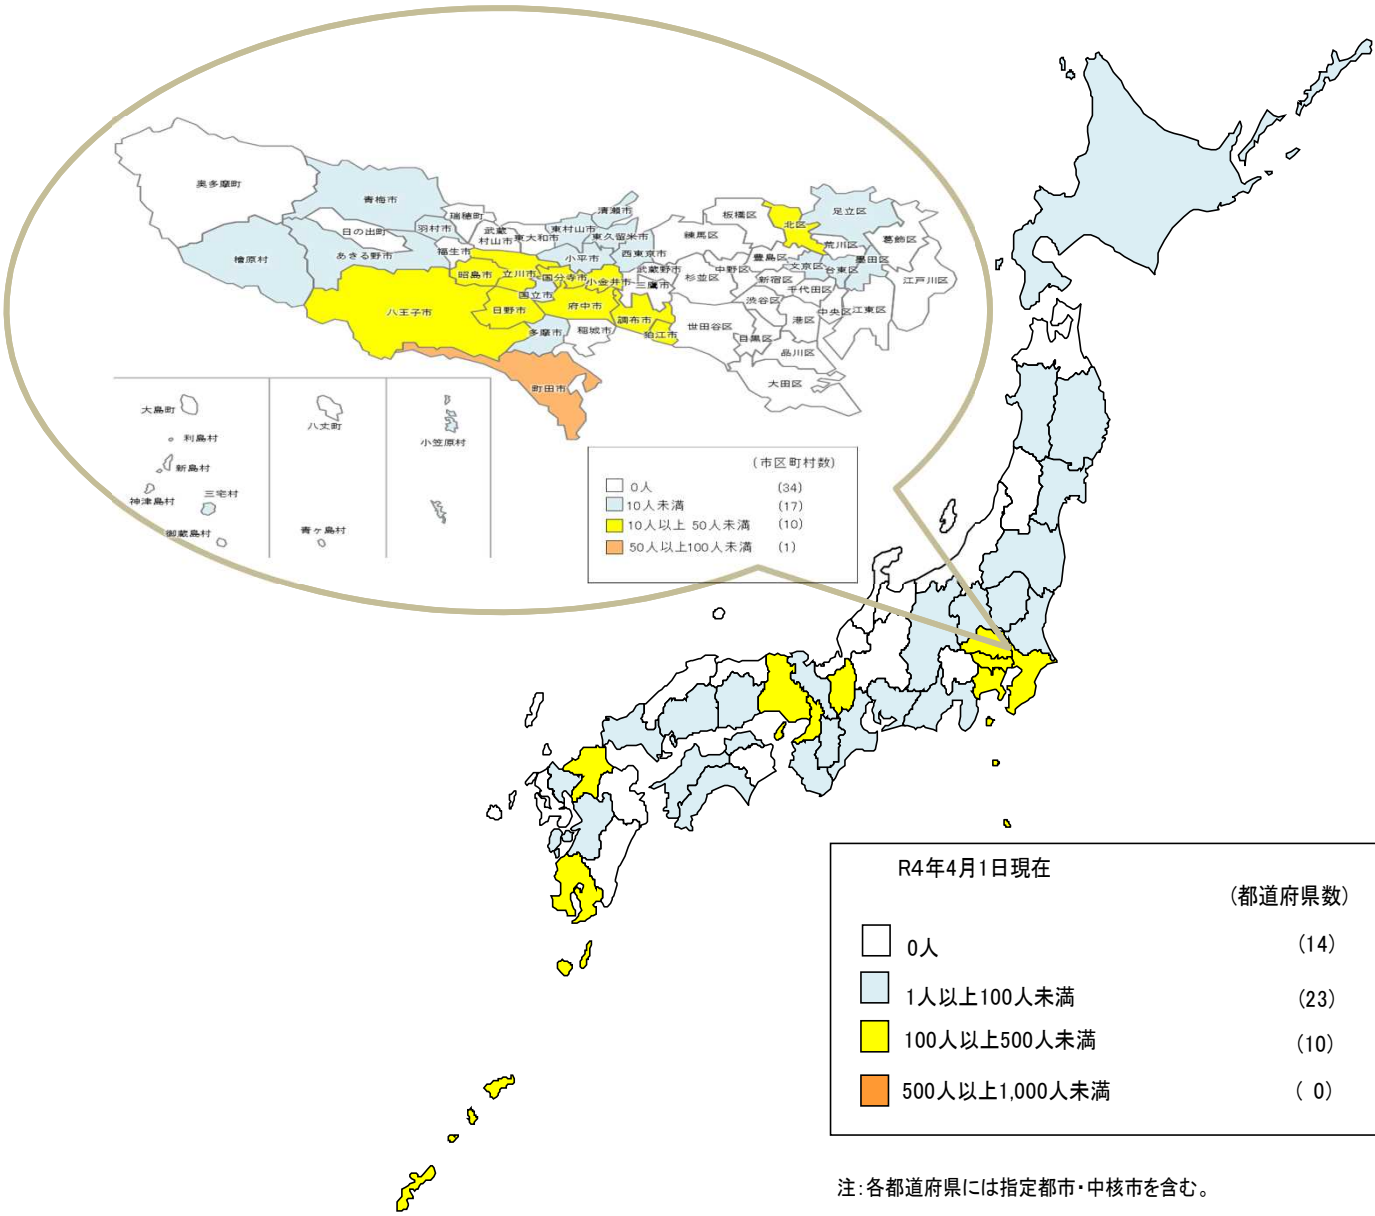 奥多摩町
青梅市
瑞穂町
羽村市
日の出町
檜原村
あきる野市
福生市
武蔵
村山市
東大和市
東村山市
清瀬市
東久留米市
西東京市
小平市
昭島市
立川市
国分寺市
小金井市
武蔵野市
三鷹市
国立市
八王子市
日野市
府中市
調布市
狛江市
多摩市
稲城市
町田市
板橋区
北区
足立区
練馬区
荒川区
葛飾区
豊島区
文京区
墨田区
台東区
杉並区
中野区
新宿区
千代田区
江戸川区
渋谷区
港区
中央区
江東区
世田谷区
目黒区
品川区
大田区
大島町
利島村
新島村
神津島村
三宅村
御蔵島村
八丈町
青ヶ島村
小笠原村
(市区町村数)
0人 (34)
10人未満 (17)
10人以上 50人未満 (10)
50人以上100人未満 (1)
R4年4月1日現在
(都道府県数)
0人 (14)
1人以上100人未満 (23)
100人以上500人未満 (10)
500人以上1,000人未満 ( 0)
注:各都道府県には指定都市・中核市を含む。